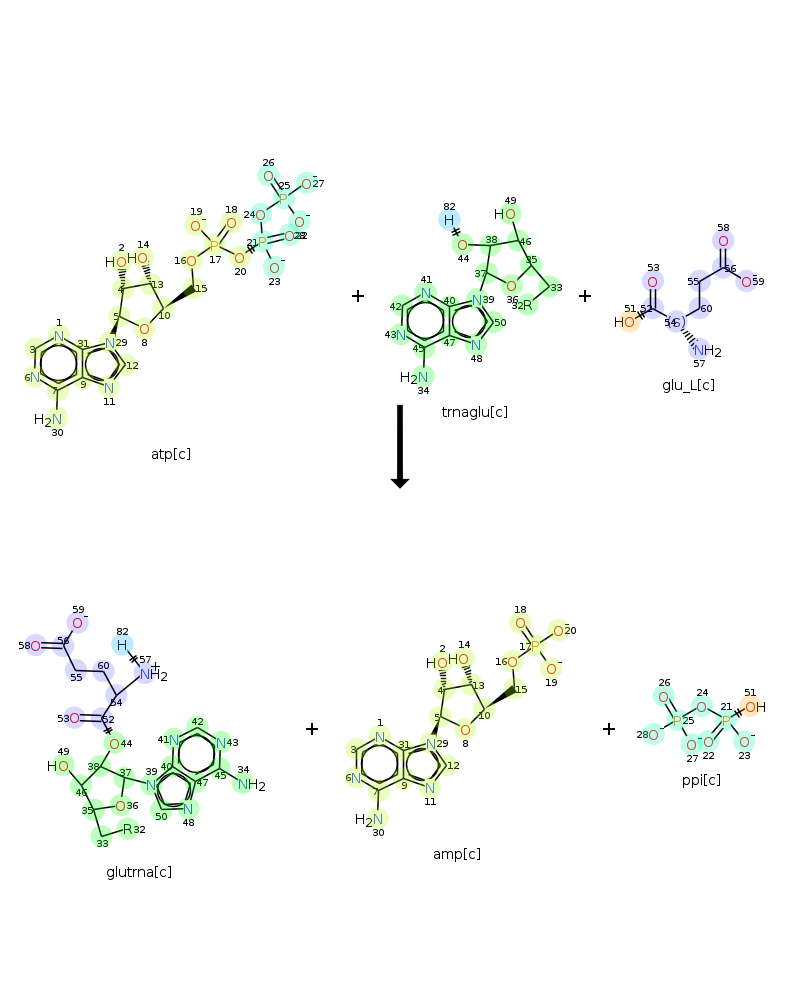 26
O
25
P
O⁻
27
24
O
O⁻
19
O⁻
18
O
21
P
O
22
28
16
O
P
17
O
20
O⁻
23
2
HO
14
HO
4
13
15
5
10
O
8
1
N
31
N
29
3
12
6
N
7
9
N
11
H₂N
30
atp[c]
+
82
H
49
HO
38
46
O
44
35
37
O
36
33
32
R
41
N
40
N
39
42
50
43
N
45
47
N
48
H₂N
34
trnaglu[c]
+
58
O
53
O
56
O⁻
59
55
51
HO
52
54
60
NH₂
57
glu_L[c]
59
O⁻
82
H
58
O
56
57
NH₂
+
60
55
54
53
O
52
O
44
42
41
N
N
43
49
HO
38
37
39
N
40
45
34
NH₂
46
47
35
O
36
50
N
48
33
R
32
glutrna[c]
+
18
O
17
P
O⁻
20
2
HO
14
HO
16
O
O⁻
19
4
13
15
5
10
O
8
1
N
31
N
29
3
12
6
N
7
9
N
11
H₂N
30
amp[c]
+
26
O
24
O
21
51
OH
P
25
P
28
O⁻
O⁻
27
O
22
O⁻
23
ppi[c]